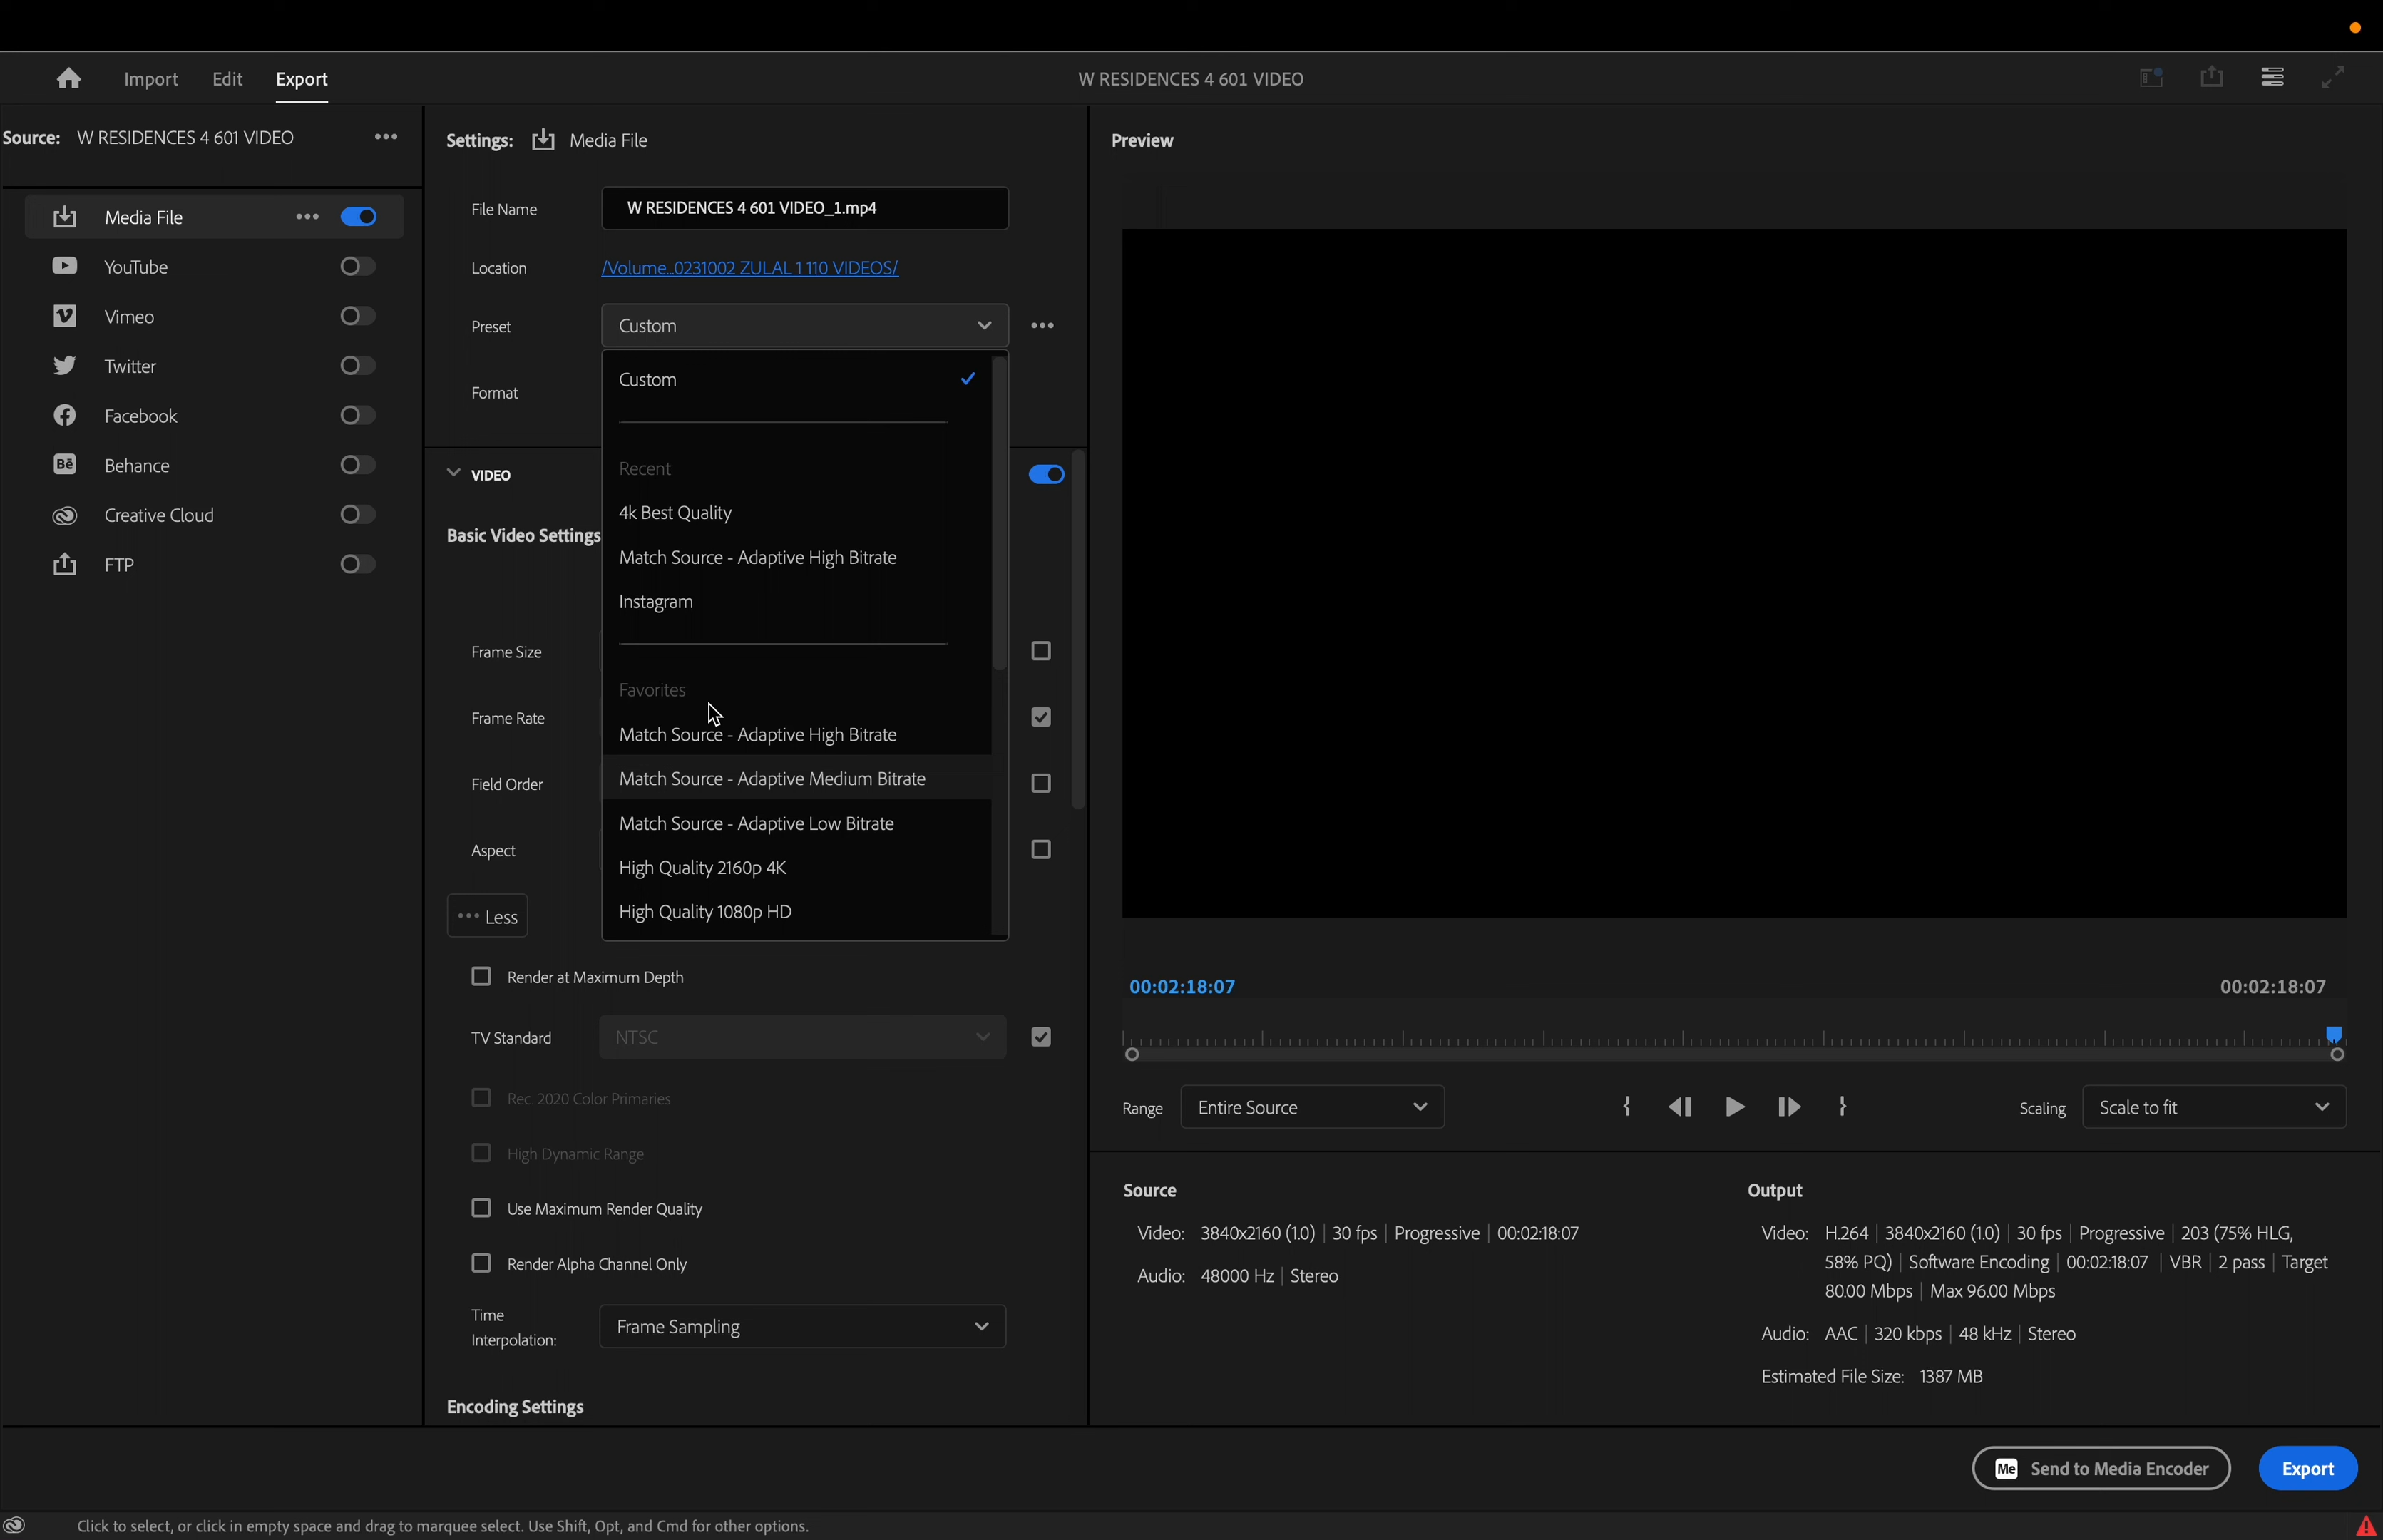 Import Edit Export W RESIDENCES 4 601 VIDEO
Source: W RESIDENCES 4 601 VIDEO
Media File
YouTube
Vimeo
Twitter
Facebook
Bē Behance
Creative Cloud
FTP
Settings: Media File
File Name W RESIDENCES 4 601 VIDEO_1.mp4
Location /Volume...0231002 ZULAL 1 110 VIDEOS/
Preset Custom
Format
Custom
Recent
4k Best Quality
Match Source - Adaptive High Bitrate
Instagram
Favorites
Match Source - Adaptive High Bitrate
Match Source - Adaptive Medium Bitrate
Match Source - Adaptive Low Bitrate
High Quality 2160p 4K
High Quality 1080p HD
VIDEO
Basic Video Settings
Frame Size
Frame Rate
Field Order
Aspect
Less
Render at Maximum Depth
TV Standard NTSC
Rec. 2020 Color Primaries
High Dynamic Range
Use Maximum Render Quality
Render Alpha Channel Only
Time
Interpolation: Frame Sampling
Encoding Settings
Preview
00:02:18:07 00:02:18:07
Range Entire Source Scaling Scale to fit
Source
Video: 3840x2160 (1.0) | 30 fps | Progressive | 00:02:18:07
Audio: 48000 Hz | Stereo
Output
Video: H.264 | 3840x2160 (1.0) | 30 fps | Progressive | 203 (75% HLG,
58% PQ) | Software Encoding | 00:02:18:07 | VBR | 2 pass | Target
80.00 Mbps | Max 96.00 Mbps
Audio: AAC | 320 kbps | 48 kHz | Stereo
Estimated File Size: 1387 MB
Me Send to Media Encoder Export
Click to select, or click in empty space and drag to marquee select. Use Shift, Opt, and Cmd for other options.